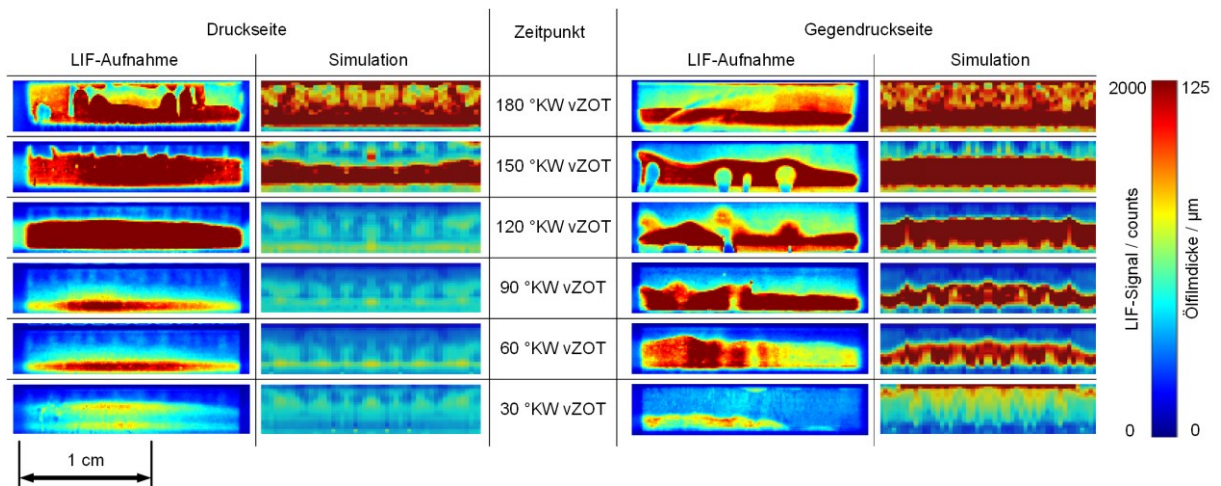 Druckseite
Zeitpunkt
Gegendruckseite
LIF-Aufnahme
Simulation
LIF-Aufnahme
Simulation
180 °KW vZOT
150 °KW vZOT
120 °KW vZOT
90 °KW vZOT
60 °KW vZOT
30 °KW vZOT
2000
125
LIF-Signal / counts
Ölfilmdicke / µm
0
0
1 cm